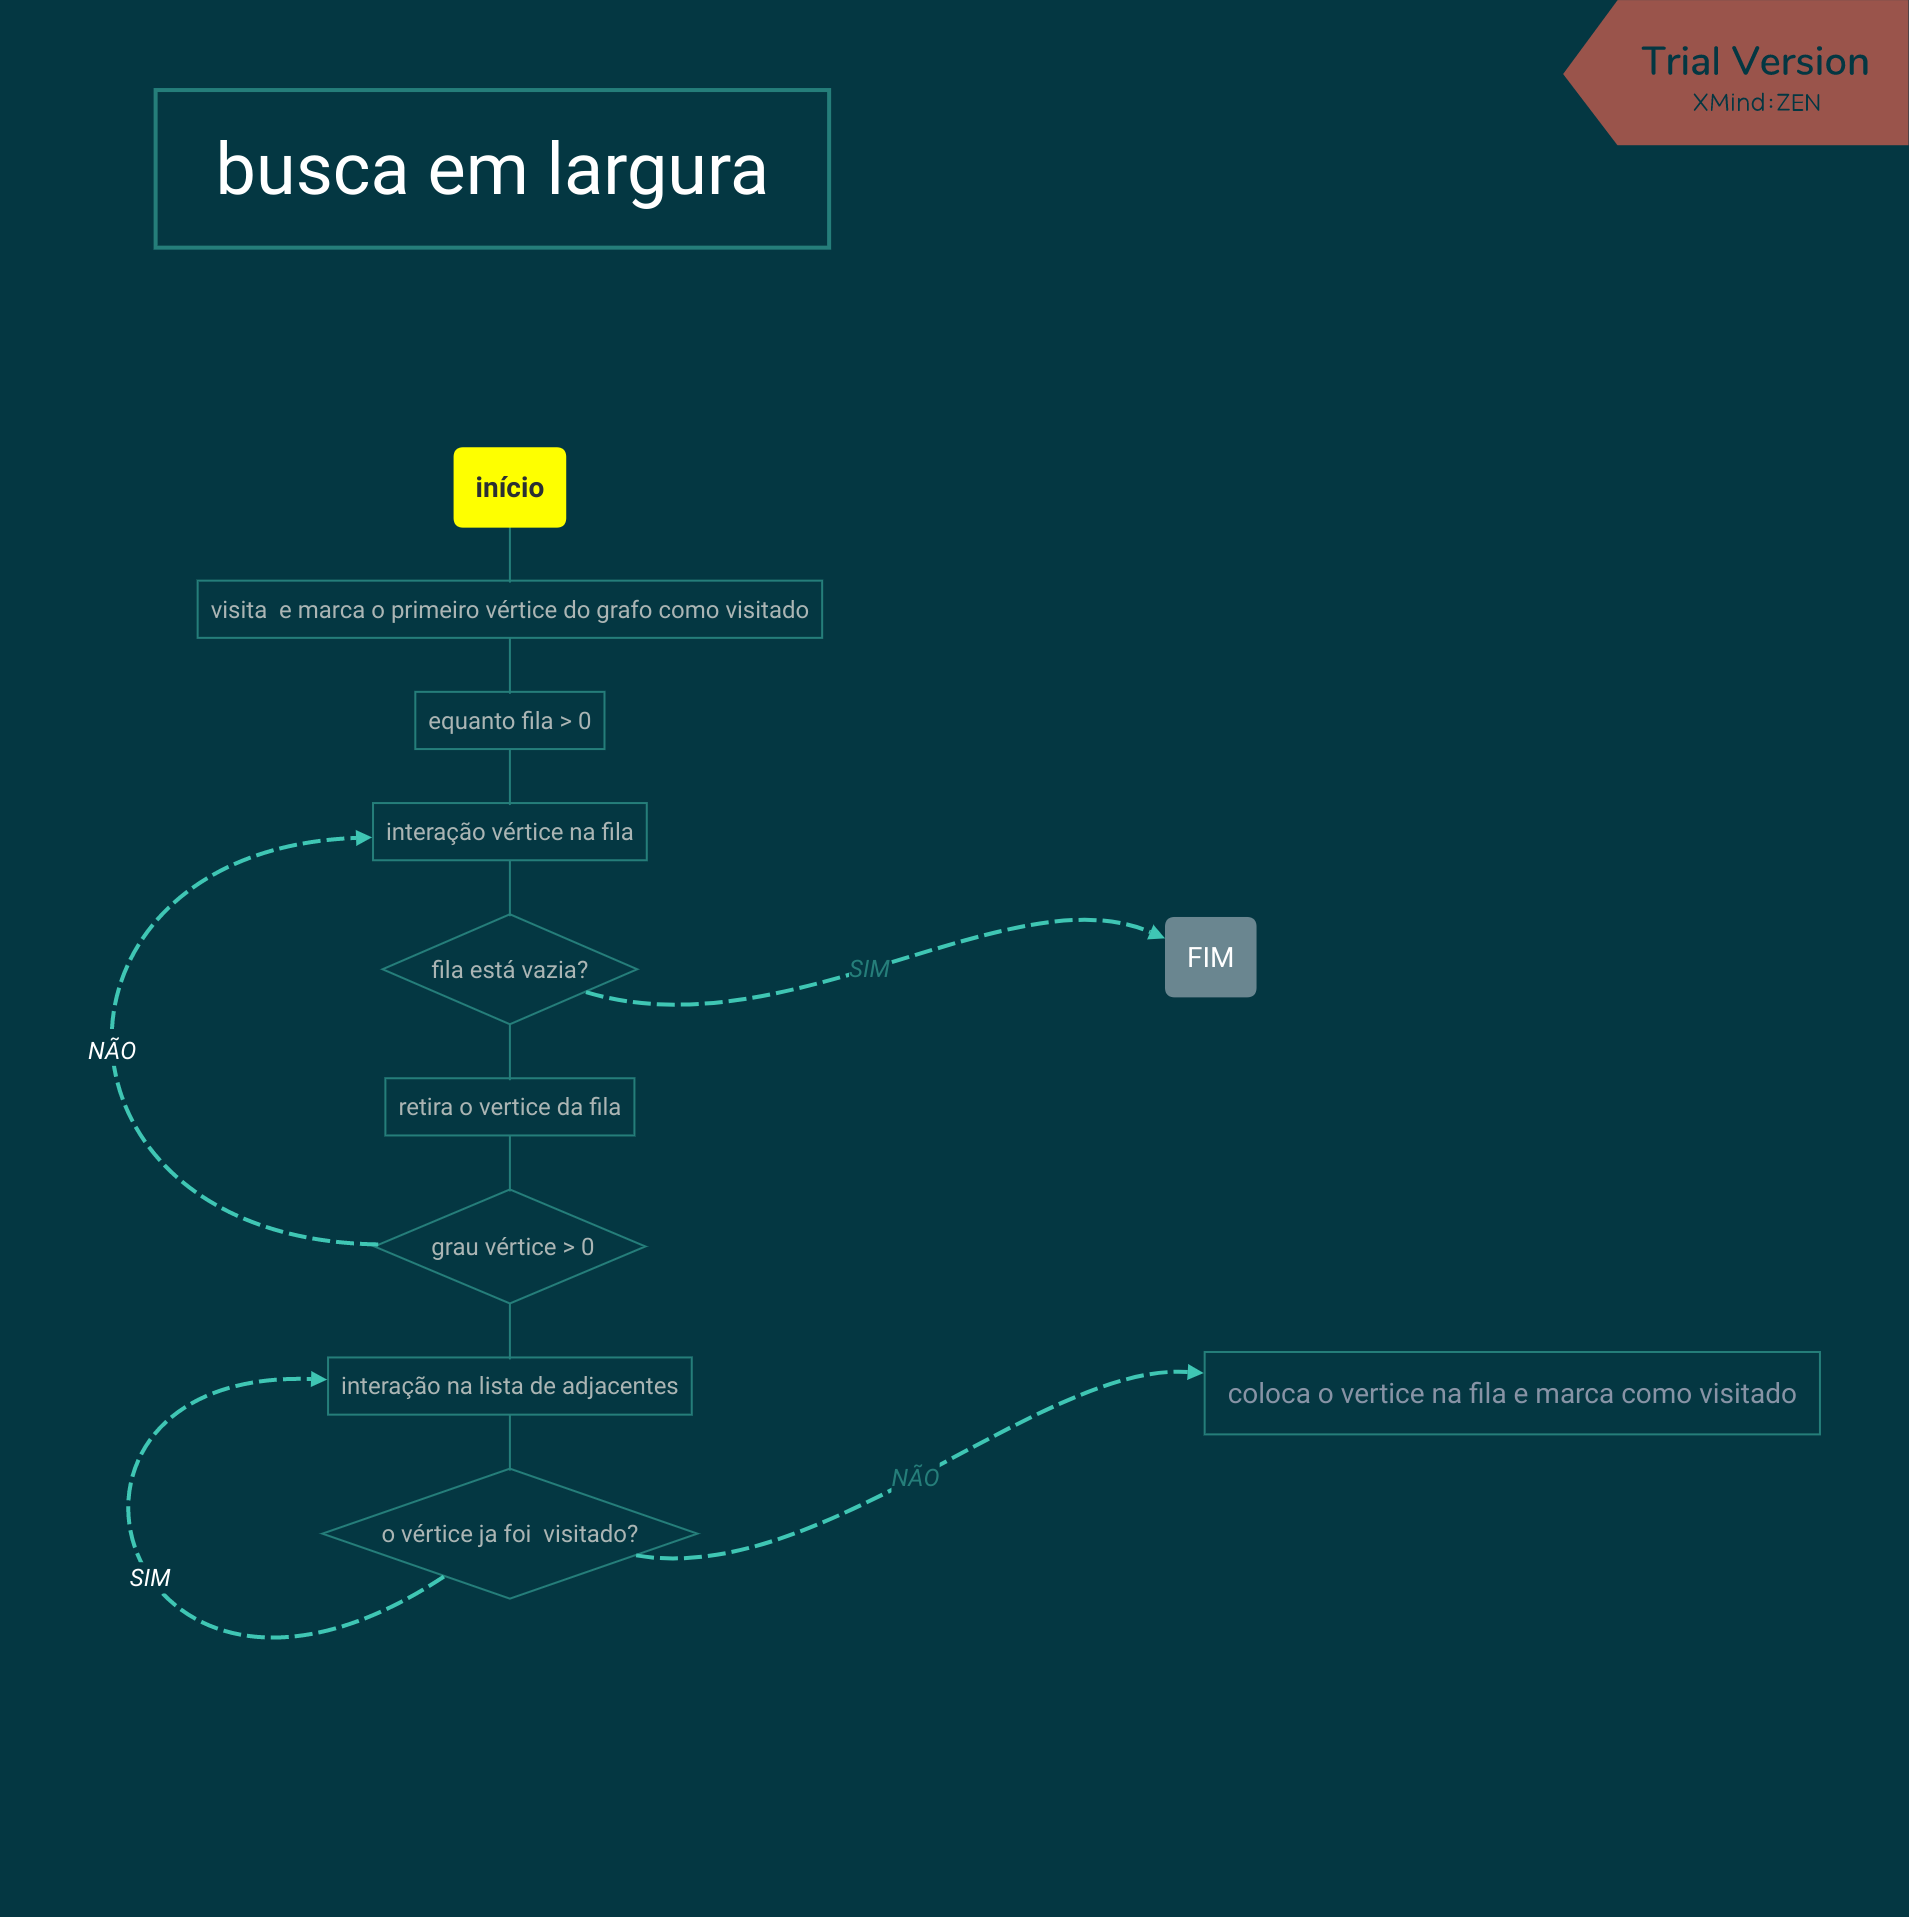 Trial Version
XMind:ZEN
busca em largura
início
visita  e marca o primeiro vértice do grafo como visitado
equanto fila > 0
interação vértice na fila
fila está vazia?
SIM
FIM
NÃO
retira o vertice da fila
grau vértice > 0
interação na lista de adjacentes
coloca o vertice na fila e marca como visitado
NÃO
o vértice ja foi  visitado?
SIM